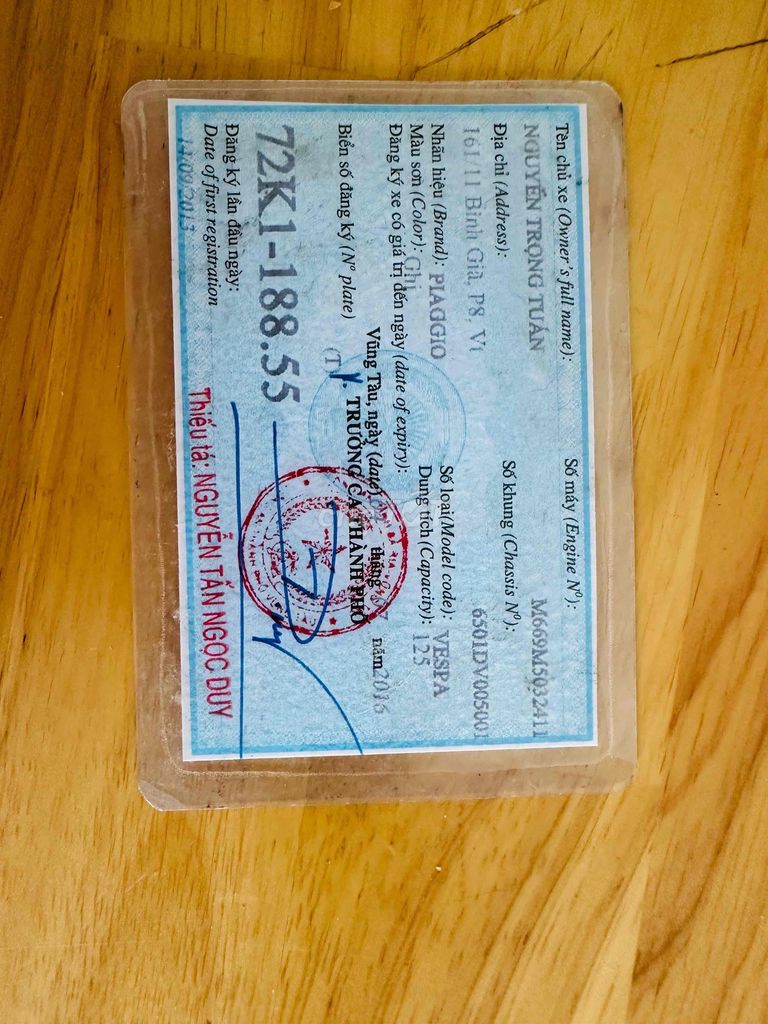 Tên chủ xe (Owner's full name):
NGUYỄN TRỌNG TUẤN
Số máy (Engine Nº):
M669M5032411
Địa chỉ (Address):
161/11 Bình Giã, P8, Vt
Số khung (Chassis Nº):
6501DV005001
Nhãn hiệu (Brand): PIAGGIO
Số loại(Model code): VESPA
Màu sơn (Color): Ghi
Dung tích (Capacity): 125
Đăng ký xe có giá trị đến ngày (date of expiry):
Vũng Tàu, ngày (date) tháng năm 2016
Biển số đăng ký (Nº plate)
(T) TRƯỞNG CA THÀNH PHỐ
72K1-188.55
Đăng ký lần đầu ngày:
Date of first registration
Thiếu tá: NGUYỄN TẤN NGỌC DUY